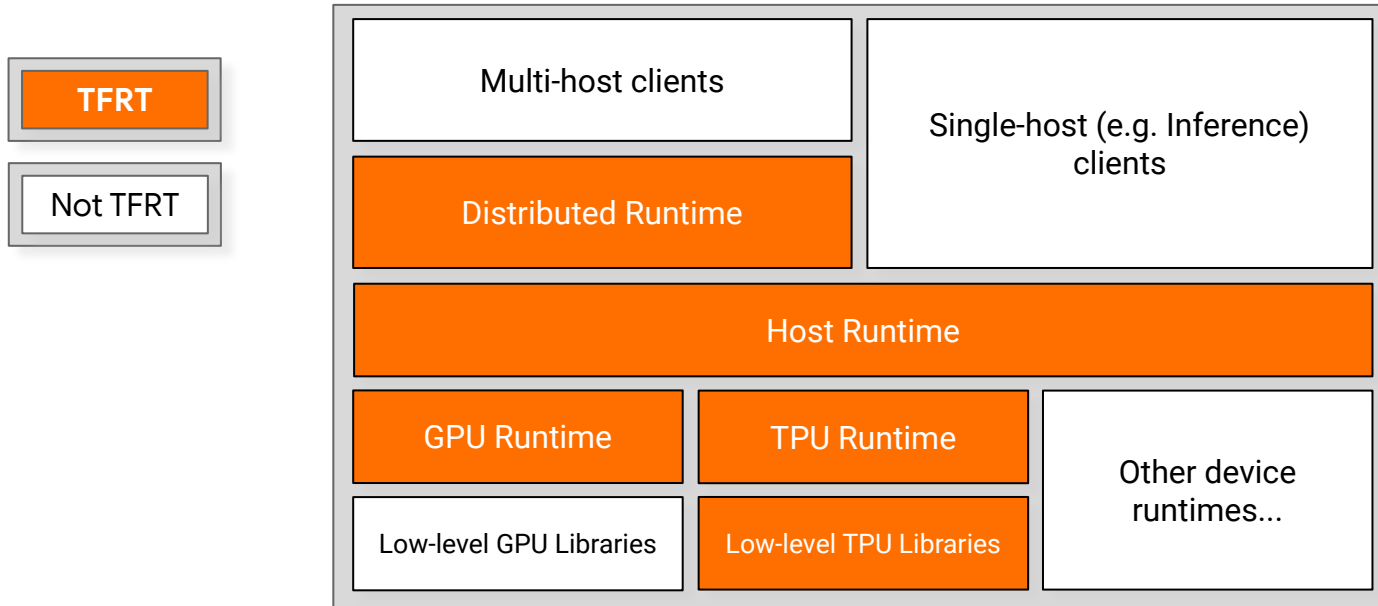 TFRT
Not TFRT
Multi-host clients
Single-host (e.g. Inference)
clients
Distributed Runtime
Host Runtime
GPU Runtime
TPU Runtime
Other device
runtimes...
Low-level GPU Libraries
Low-level TPU Libraries